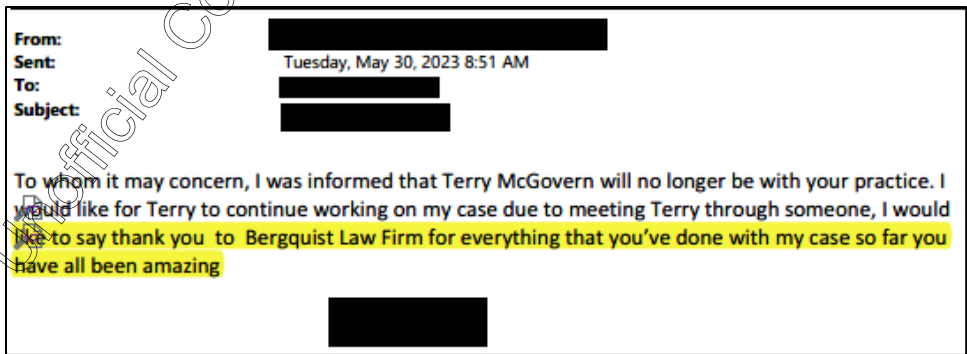 From:
Sent: Tuesday, May 30, 2023 8:51 AM
To:
Subject:
To whom it may concern, I was informed that Terry McGovern will no longer be with your practice. I
would like for Terry to continue working on my case due to meeting Terry through someone, I would
like to say thank you to Bergquist Law Firm for everything that you've done with my case so far you
have all been amazing
Unofficial Co